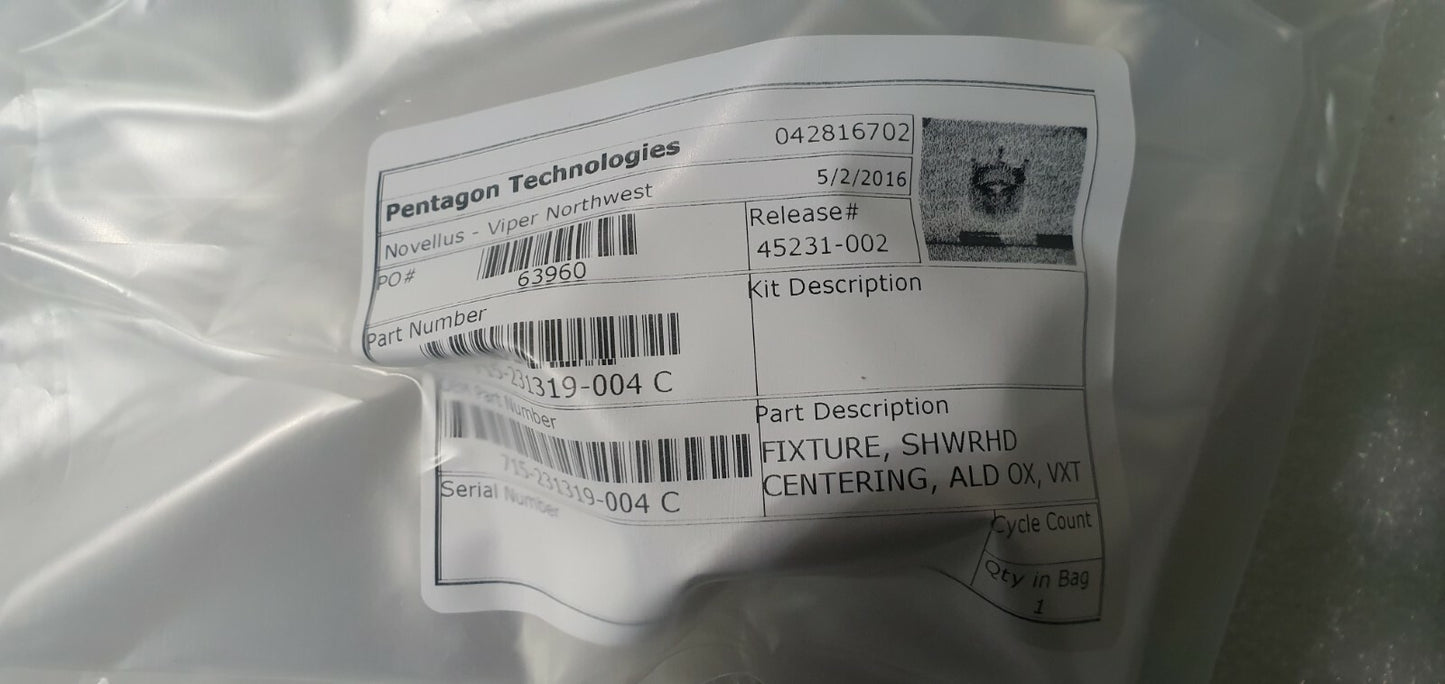 Pentagon Technologies
042816702
Novellus - Viper Northwest
5/2/2016
PO#
63960
Release#
45231-002
Part Number
715-231319-004 C
Kit Description
Part Number
715-231319-004 C
Part Description
FIXTURE, SHWRHD
CENTERING, ALD OX, VXT
Serial Number
Cycle Count
Qty in Bag
1